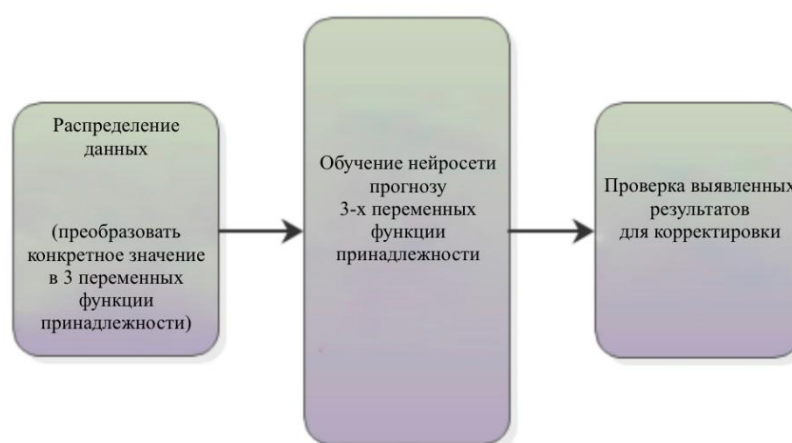 Распределение
данных
(преобразовать
конкретное значение
в 3 переменных
функции
принадлежности)
Обучение нейросети
прогнозу
3-х переменных
функции
принадлежности
Проверка выявленных
результатов
для корректировки